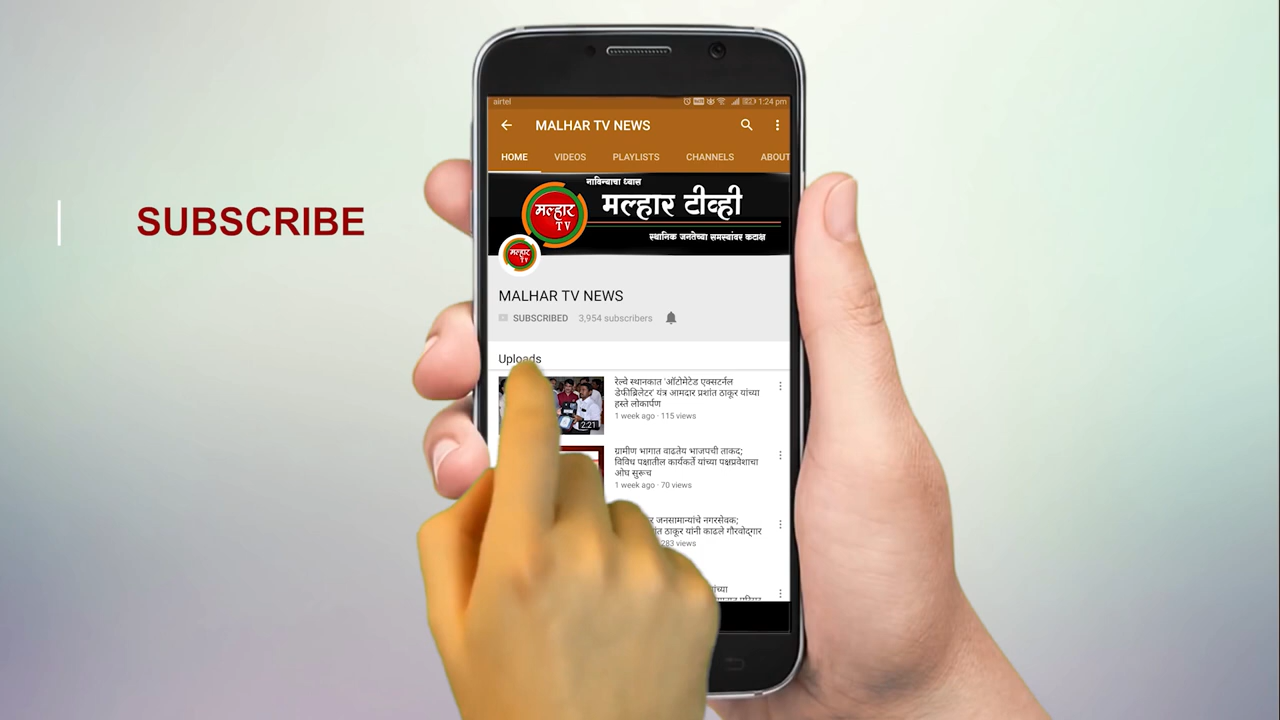 SUBSCRIBE
airtel
1:24 pm
MALHAR TV NEWS
HOME VIDEOS PLAYLISTS CHANNELS ABOUT
नाविन्याचा ध्यास
मल्हार टीव्ही
मल्हार
TV
स्थानिक जनतेच्या समस्यांवर कटाक्ष
मल्हार
TV
MALHAR TV NEWS
SUBSCRIBED 3,954 subscribers
Uploads
रेल्वे स्थानकात 'ऑटोमेटेड एक्सटर्नल
डेफीब्रिलेटर' यंत्र आमदार प्रशांत ठाकूर यांच्या
हस्ते लोकार्पण
1 week ago · 115 views
2:21
ग्रामीण भागात वाढतेय भाजपची ताकद;
विविध पक्षातील कार्यकर्ते यांच्या पक्षप्रवेशाचा
ओघ सुरूच
1 week ago · 70 views
जनसामान्यांचे नगरसेवक;
ठाकूर यांनी काढले गौरवोद्गार
283 views